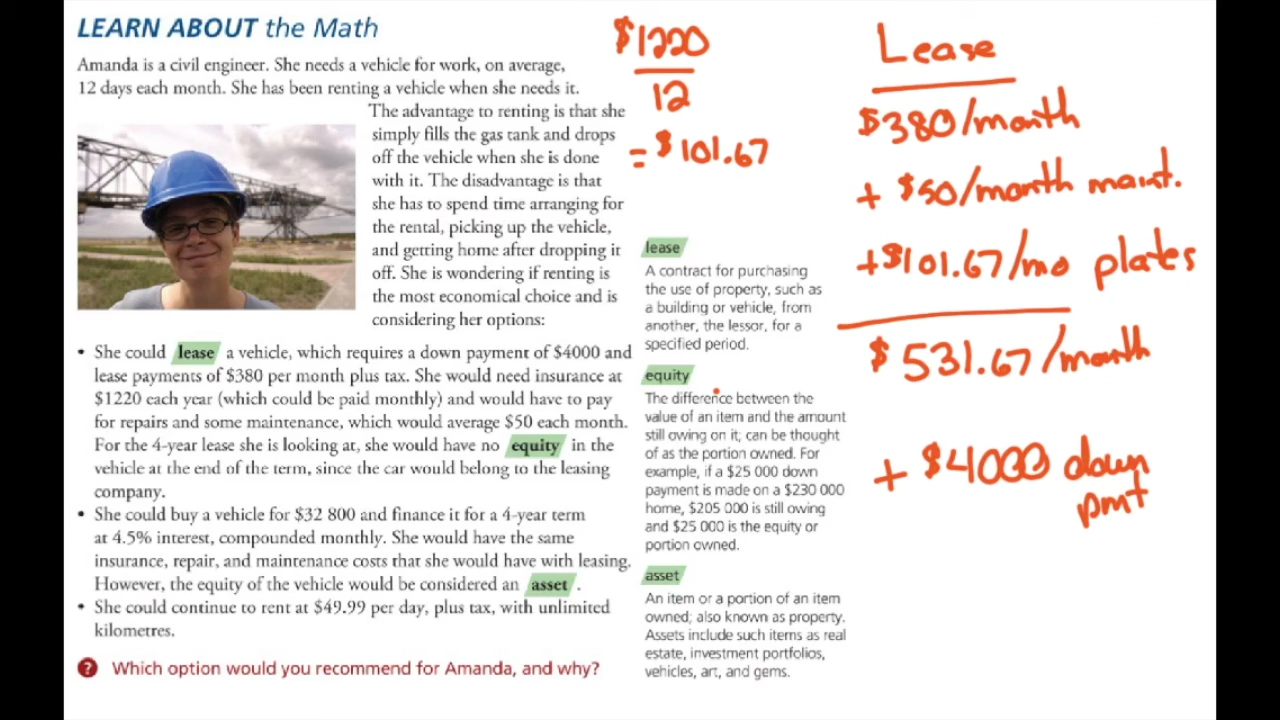 LEARN ABOUT the Math
Amanda is a civil engineer. She needs a vehicle for work, on average,
12 days each month. She has been renting a vehicle when she needs it.
The advantage to renting is that she
simply fills the gas tank and drops
off the vehicle when she is done
with it. The disadvantage is that
she has to spend time arranging for
the rental, picking up the vehicle,
and getting home after dropping it
off. She is wondering if renting is
the most economical choice and is
considering her options:
• She could lease a vehicle, which requires a down payment of $4000 and
lease payments of $380 per month plus tax. She would need insurance at
$1220 each year (which could be paid monthly) and would have to pay
for repairs and some maintenance, which would average $50 each month.
For the 4-year lease she is looking at, she would have no equity in the
vehicle at the end of the term, since the car would belong to the leasing
company.
• She could buy a vehicle for $32 800 and finance it for a 4-year term
at 4.5% interest, compounded monthly. She would have the same
insurance, repair, and maintenance costs that she would have with leasing.
However, the equity of the vehicle would be considered an asset.
• She could continue to rent at $49.99 per day, plus tax, with unlimited
kilometres.
? Which option would you recommend for Amanda, and why?
$1220
12
= $101.67
lease
A contract for purchasing
the use of property, such as
a building or vehicle, from
another, the lessor, for a
specified period.
equity
The difference between the
value of an item and the amount
still owing on it; can be thought
of as the portion owned. For
example, if a $25 000 down
payment is made on a $230 000
home, $205 000 is still owing
and $25 000 is the equity or
portion owned.
asset
An item or a portion of an item
owned; also known as property.
Assets include such items as real
estate, investment portfolios,
vehicles, art, and gems.
Lease
$380/month
+ $50/month maint.
+$101.67/mo plates
$531.67/month
+ $4000 down
pmt